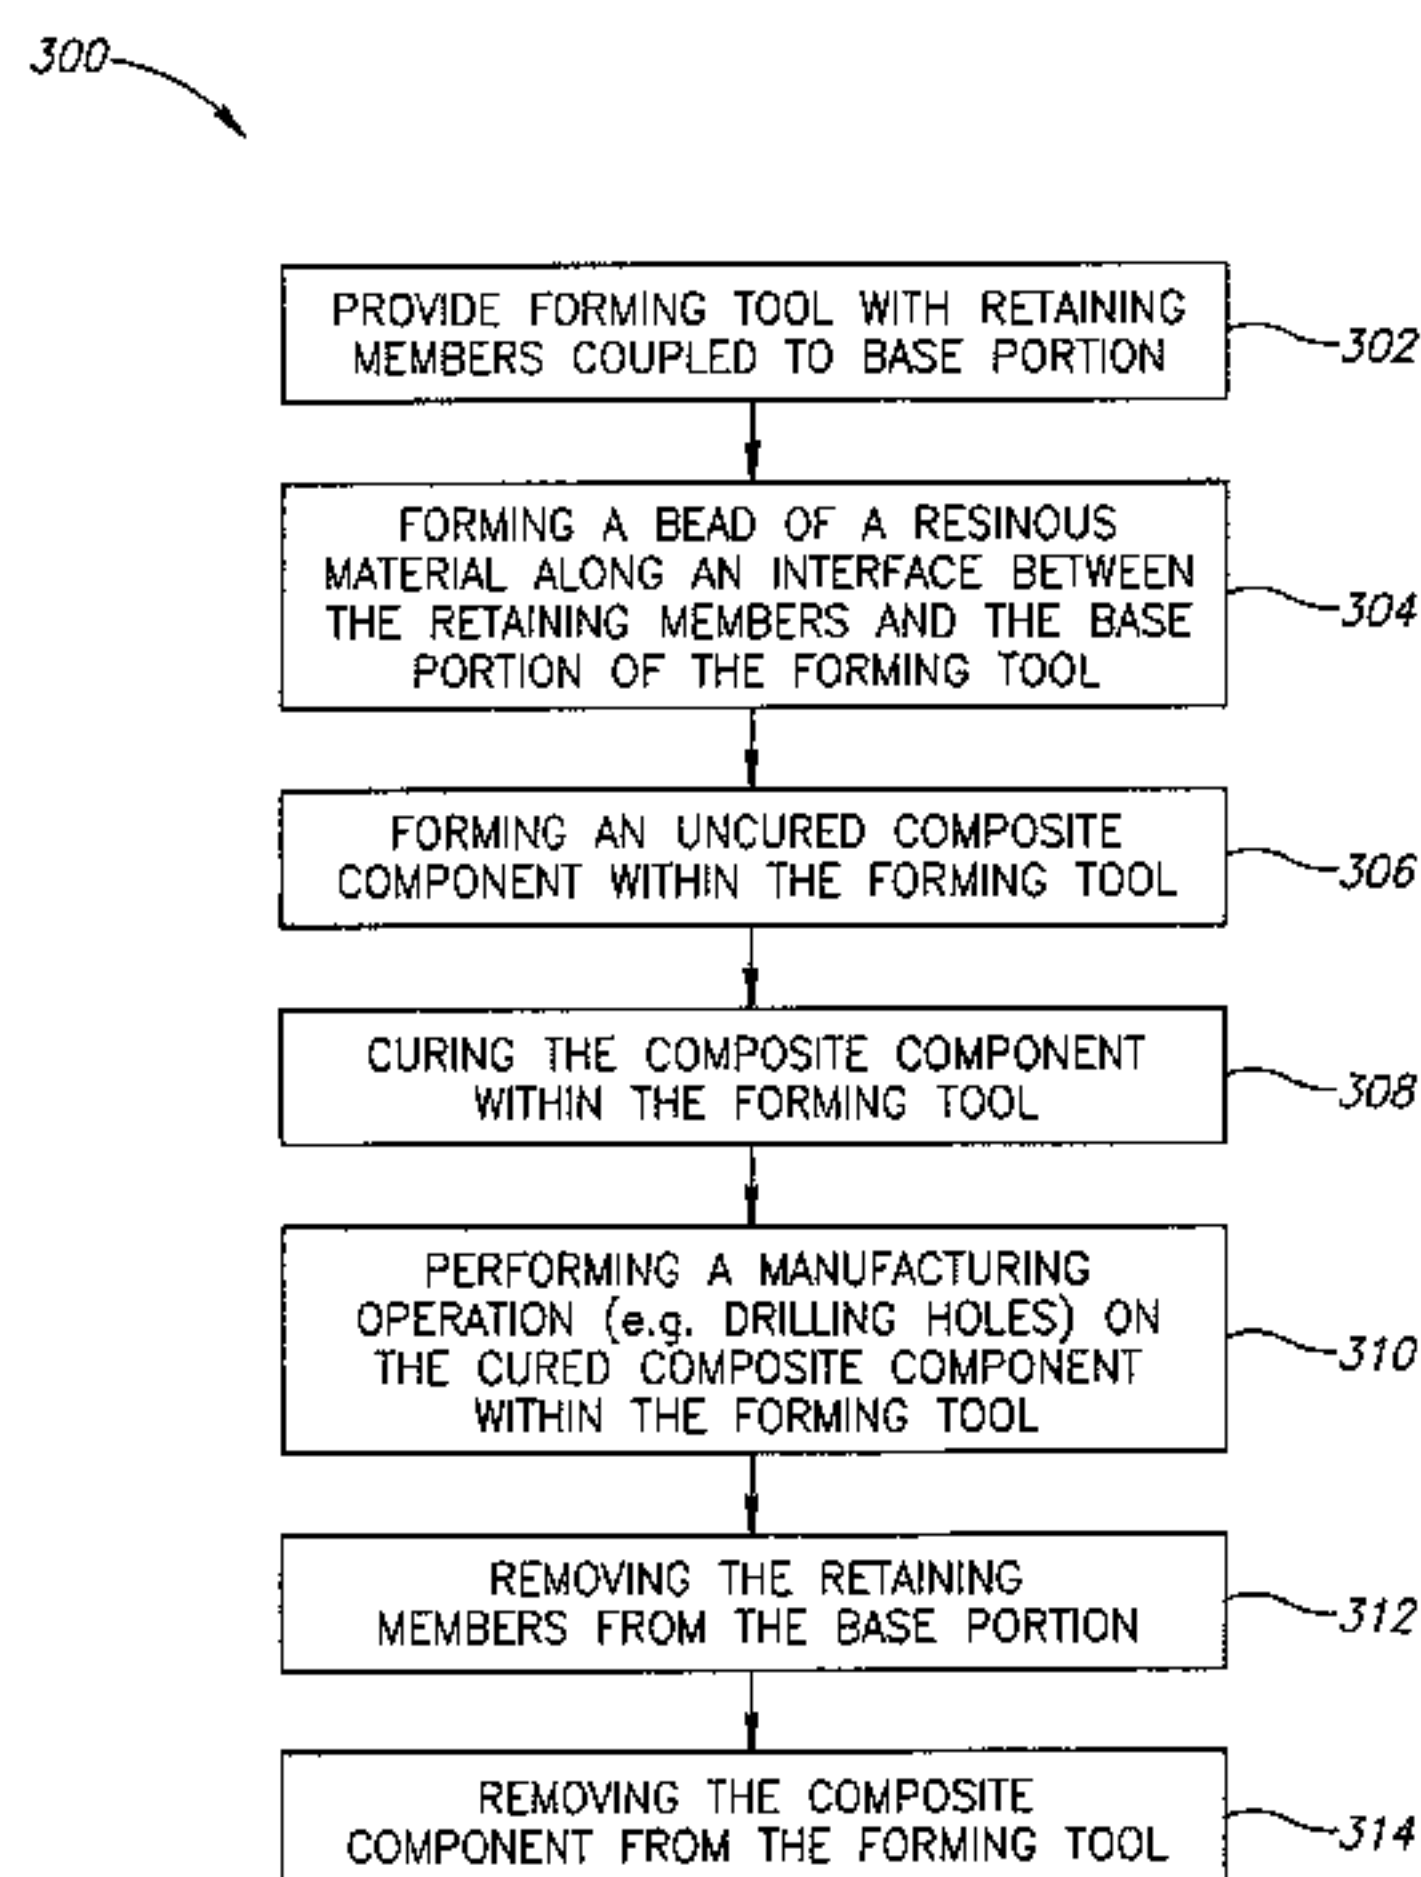 300
PROVIDE FORMING TOOL WITH RETAINING
MEMBERS COUPLED TO BASE PORTION
302
FORMING A BEAD OF A RESINOUS
MATERIAL ALONG AN INTERFACE BETWEEN
THE RETAINING MEMBERS AND THE BASE
PORTION OF THE FORMING TOOL
304
FORMING AN UNCURED COMPOSITE
COMPONENT WITHIN THE FORMING TOOL
306
CURING THE COMPOSITE COMPONENT
WITHIN THE FORMING TOOL
308
PERFORMING A MANUFACTURING
OPERATION (e.g. DRILLING HOLES) ON
THE CURED COMPOSITE COMPONENT
WITHIN THE FORMING TOOL
310
REMOVING THE RETAINING
MEMBERS FROM THE BASE PORTION
312
REMOVING THE COMPOSITE
COMPONENT FROM THE FORMING TOOL
314